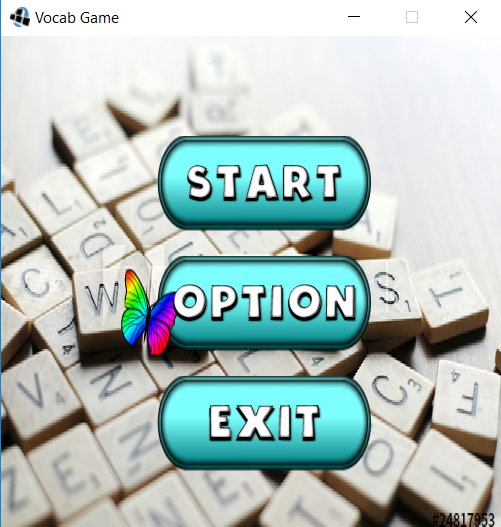 Vocab Game
START
OPTION
EXIT
#24817953